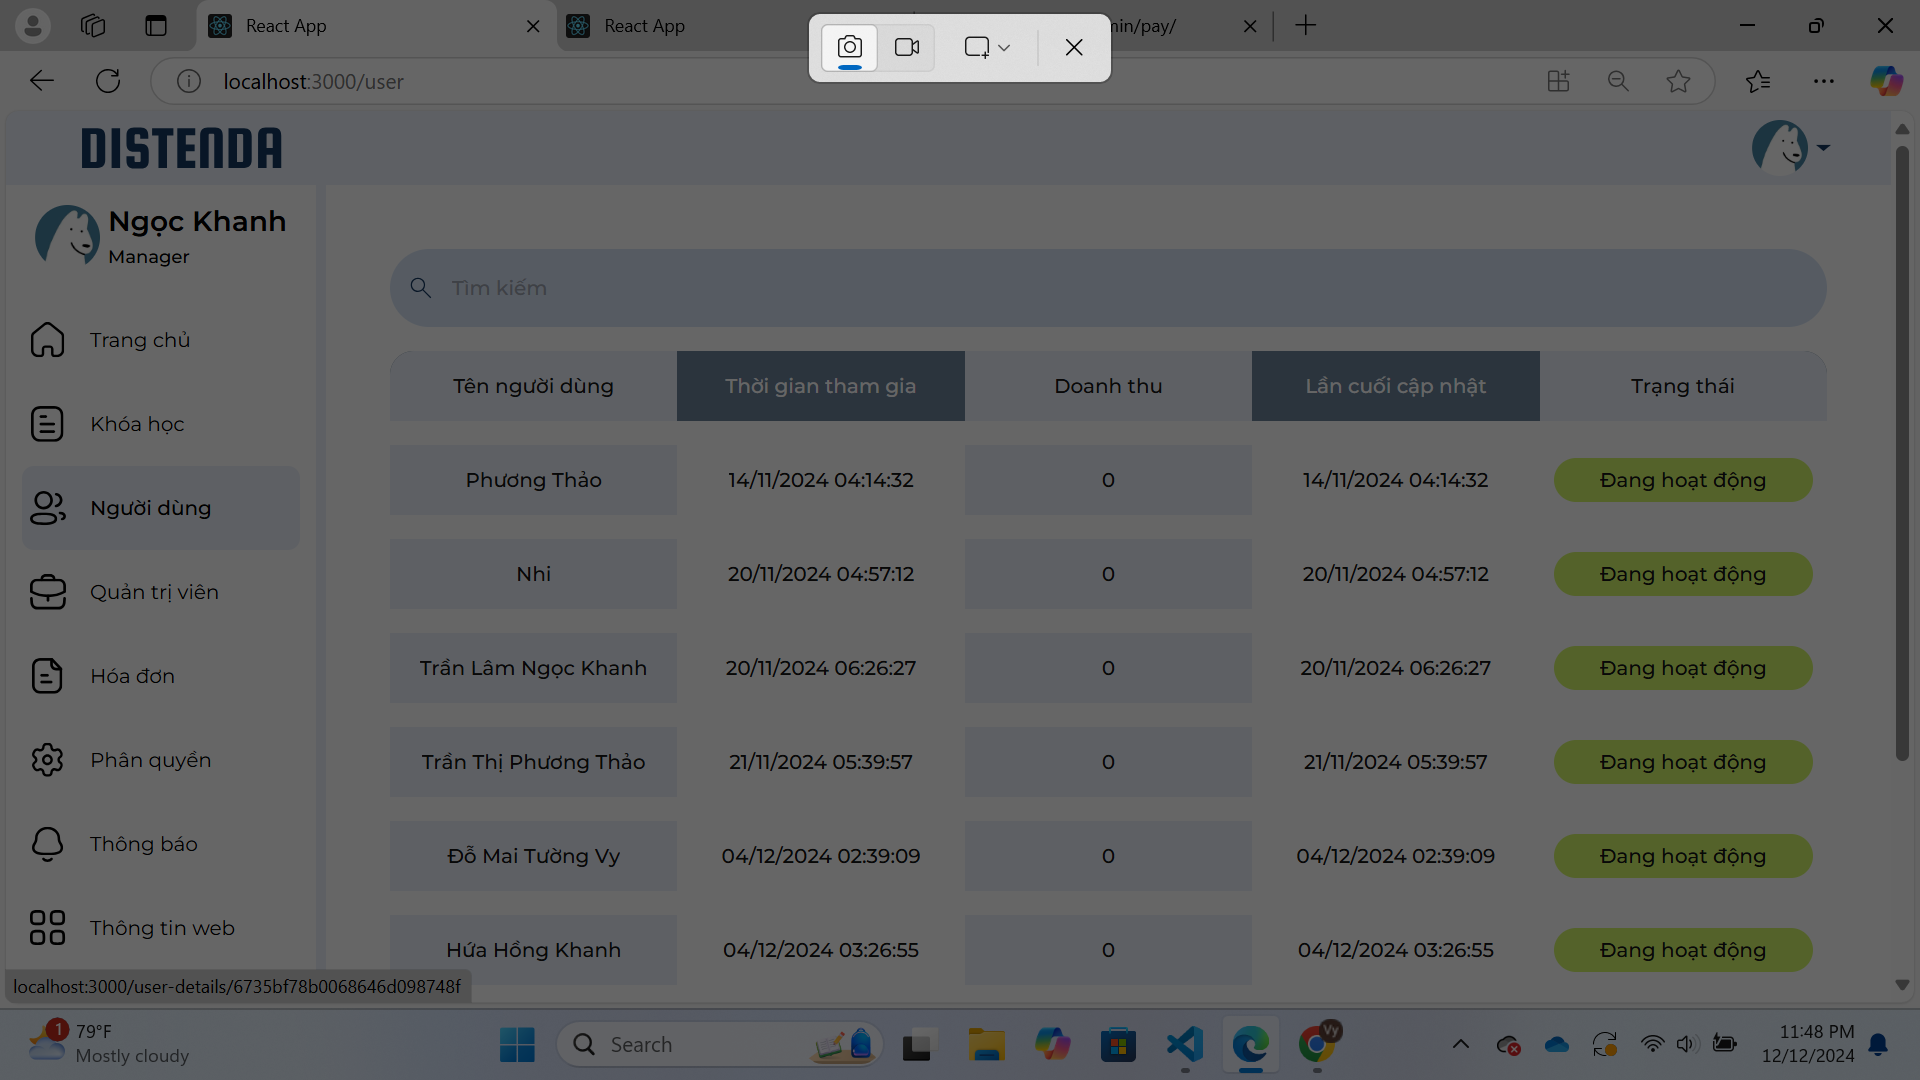 React App
React App
min/pay/
localhost:3000/user
DISTENDA
Ngọc Khanh
Manager
Trang chủ
Khóa học
Người dùng
Quản trị viên
Hóa đơn
Phân quyền
Thông báo
Thông tin web
Tìm kiếm
Tên người dùng Thời gian tham gia Doanh thu Lần cuối cập nhật Trạng thái
Phương Thảo 14/11/2024 04:14:32 0 14/11/2024 04:14:32 Đang hoạt động
Nhi 20/11/2024 04:57:12 0 20/11/2024 04:57:12 Đang hoạt động
Trần Lâm Ngọc Khanh 20/11/2024 06:26:27 0 20/11/2024 06:26:27 Đang hoạt động
Trần Thị Phương Thảo 21/11/2024 05:39:57 0 21/11/2024 05:39:57 Đang hoạt động
Đỗ Mai Tường Vy 04/12/2024 02:39:09 0 04/12/2024 02:39:09 Đang hoạt động
Hứa Hồng Khanh 04/12/2024 03:26:55 0 04/12/2024 03:26:55 Đang hoạt động
localhost:3000/user-details/6735bf78b0068646d098748f
1
79°F
Mostly cloudy
Search
Vy
11:48 PM
12/12/2024